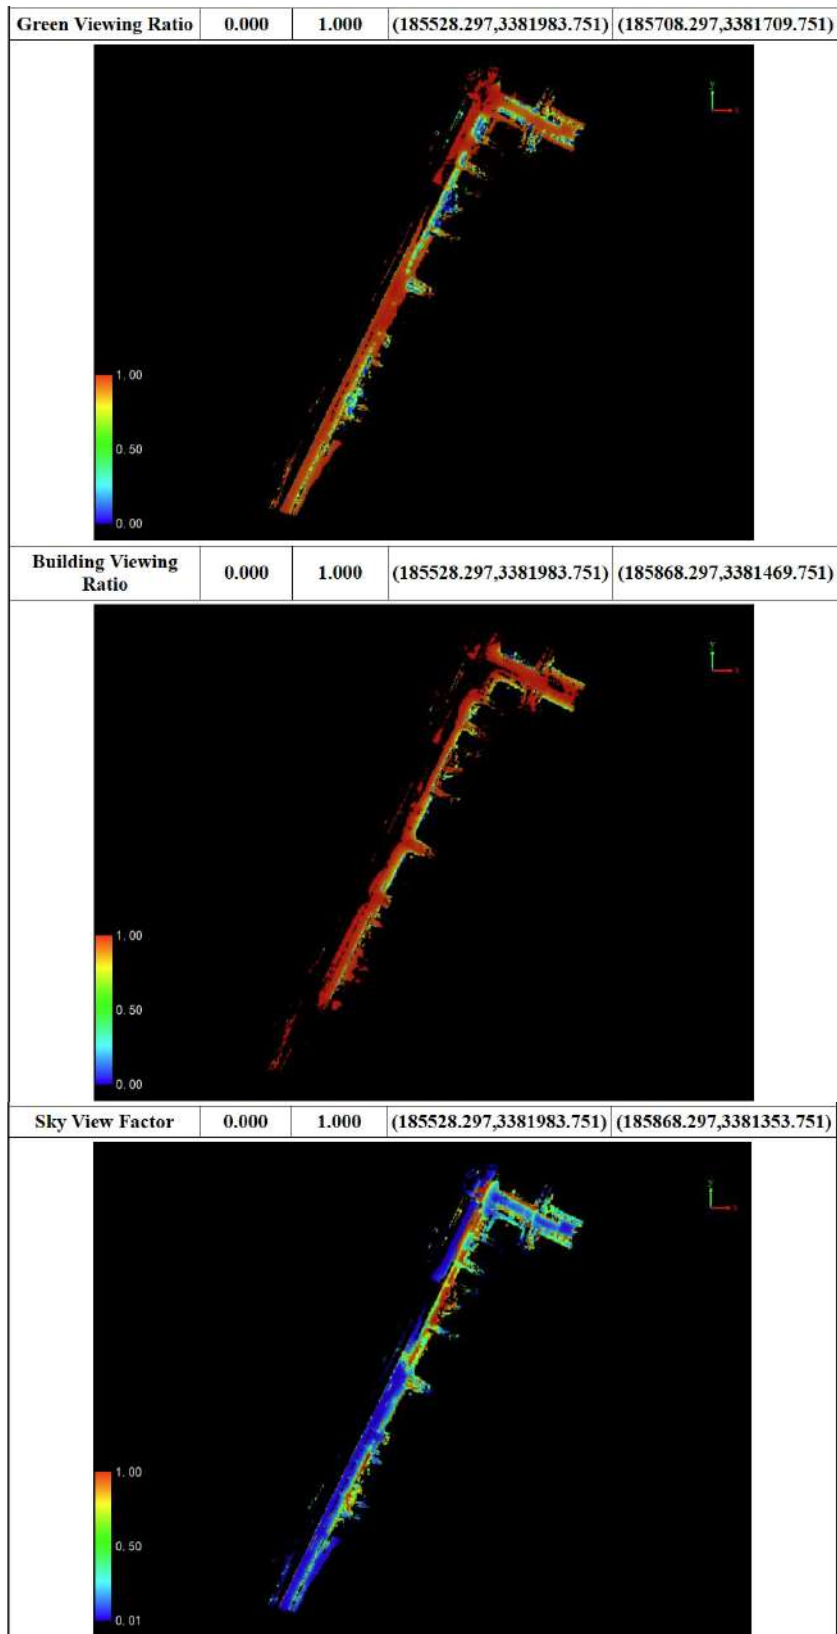 Green Viewing Ratio 0.000 1.000 (185528.297,3381983.751) (185708.297,3381709.751)
y
x
1.00
0.50
0.00
Building Viewing Ratio 0.000 1.000 (185528.297,3381983.751) (185868.297,3381469.751)
y
x
1.00
0.50
0.00
Sky View Factor 0.000 1.000 (185528.297,3381983.751) (185868.297,3381353.751)
y
x
1.00
0.50
0.01